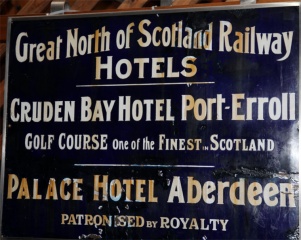 Great North of Scotland Railway
HOTELS
CRUDEN BAY HOTEL Port-Erroll
GOLF COURSE One of the FINEST in SCOTLAND
PALACE HOTEL Aberdeen
PATRONISED BY ROYALTY